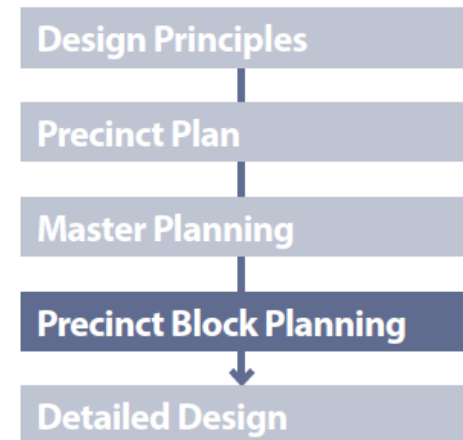 Design Principles
Precinct Plan
Master Planning
Precinct Block Planning
Detailed Design